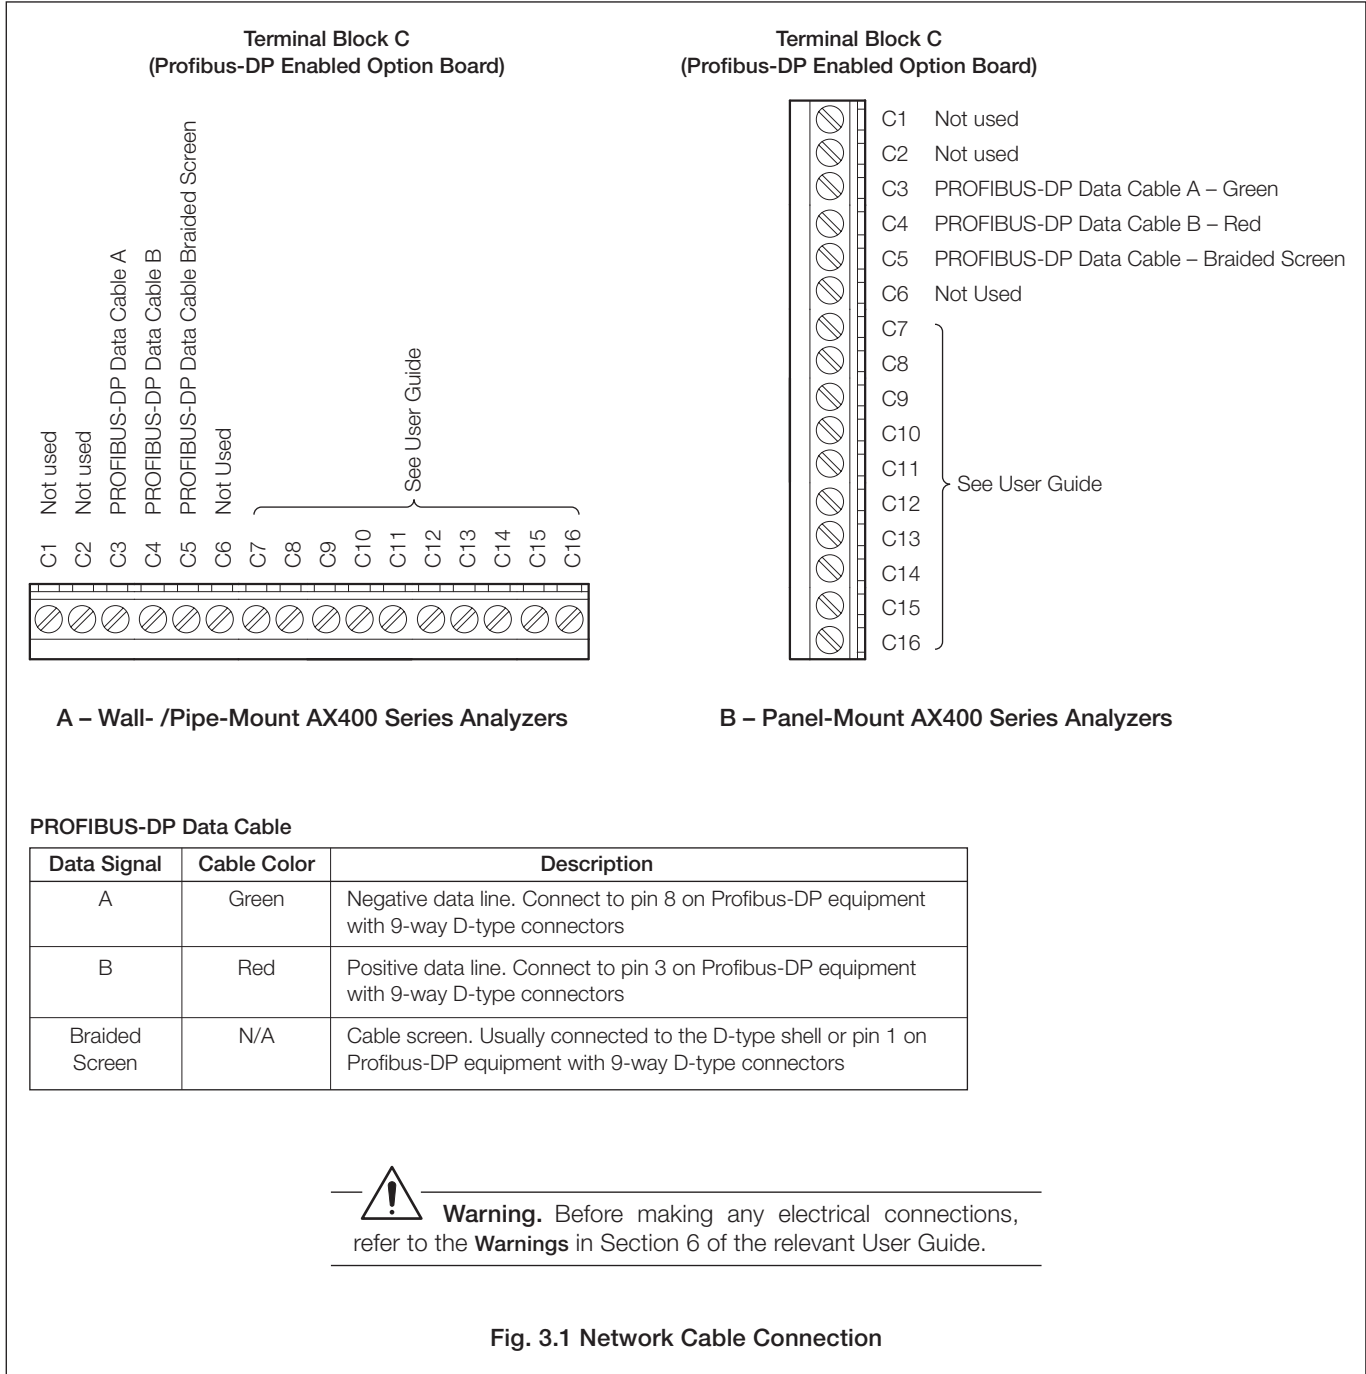 Terminal Block C
(Profibus-DP Enabled Option Board)
C1 Not used
C2 Not used
C3 PROFIBUS-DP Data Cable A
C4 PROFIBUS-DP Data Cable B
C5 PROFIBUS-DP Data Cable Braided Screen
C6 Not Used
C7
C8
C9
C10
C11
C12
C13
C14
C15
C16
See User Guide
A – Wall- /Pipe-Mount AX400 Series Analyzers
Terminal Block C
(Profibus-DP Enabled Option Board)
C1 Not used
C2 Not used
C3 PROFIBUS-DP Data Cable A – Green
C4 PROFIBUS-DP Data Cable B – Red
C5 PROFIBUS-DP Data Cable – Braided Screen
C6 Not Used
C7
C8
C9
C10
C11
C12
C13
C14
C15
C16
See User Guide
B – Panel-Mount AX400 Series Analyzers
PROFIBUS-DP Data Cable
Data Signal Cable Color Description
A Green Negative data line. Connect to pin 8 on Profibus-DP equipment
with 9-way D-type connectors
B Red Positive data line. Connect to pin 3 on Profibus-DP equipment
with 9-way D-type connectors
Braided
Screen
N/A
Cable screen. Usually connected to the D-type shell or pin 1 on
Profibus-DP equipment with 9-way D-type connectors
Warning. Before making any electrical connections,
refer to the Warnings in Section 6 of the relevant User Guide.
Fig. 3.1 Network Cable Connection